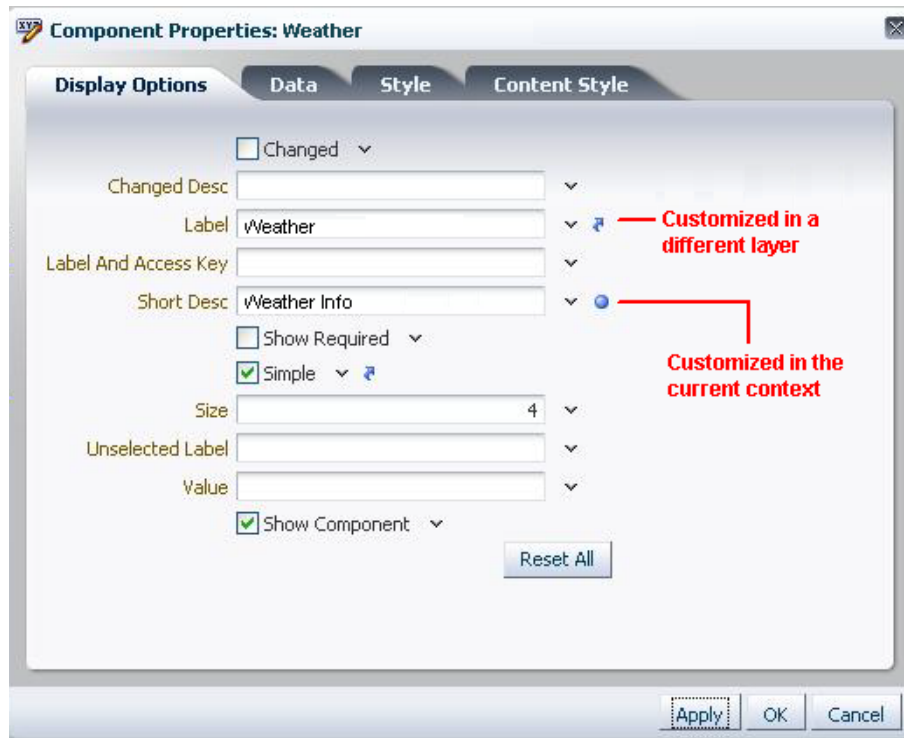 Component Properties: Weather
Display Options
Data
Style
Content Style
Changed
Changed Desc
Label Weather
Customized in a
different layer
Label And Access Key
Short Desc Weather Info
Show Required
Customized in the
current context
Simple
Size 4
Unselected Label
Value
Show Component
Reset All
Apply OK Cancel